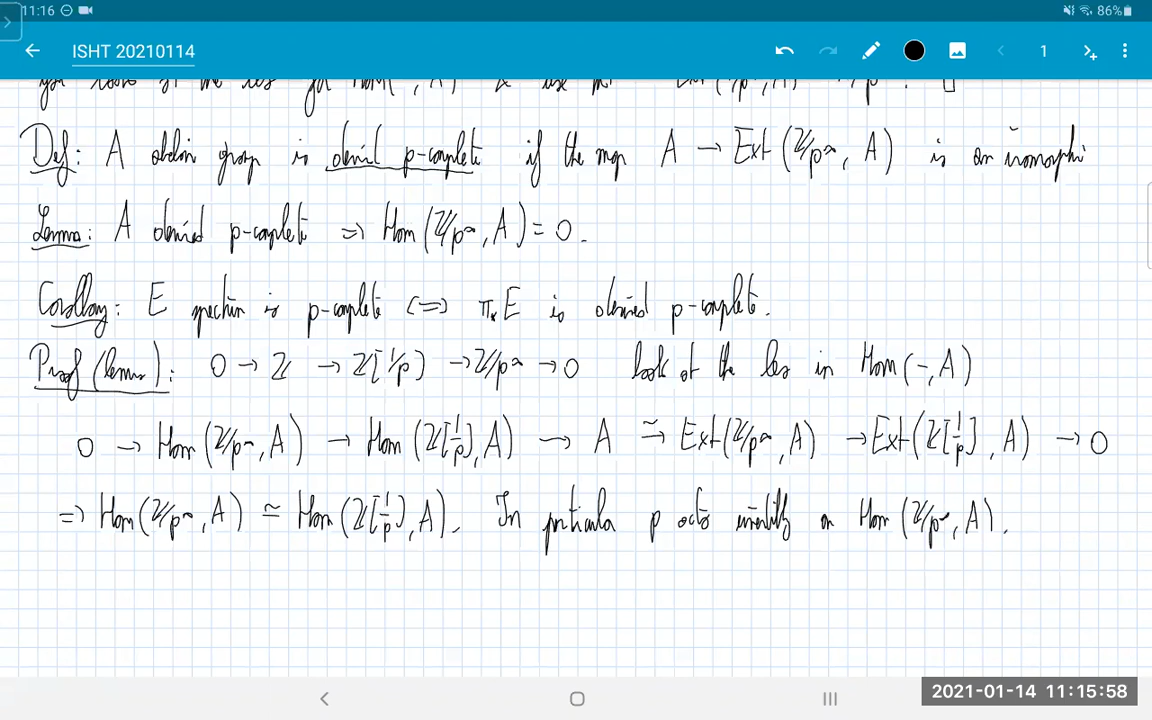 11:16
86%
ISHT 20210114
1
Def: A abelian group is derived p-complete if the map A → Ext(ℤ/p∞, A) is an isomorphi
Lemma: A derived p-complete ⇒ Hom(ℤ/p∞, A) = 0.
Corollary: E spectrum is p-complete ⇔ π*E is derived p-complete.
Proof (lemma): 0 → ℤ → ℤ[1/p] → ℤ/p∞ → 0 look at the les in Hom(-, A)
0 → Hom(ℤ/p∞, A) → Hom(ℤ[1/p], A) → A ⥲ Ext(ℤ/p∞, A) → Ext(ℤ[1/p], A) → 0
⇒ Hom(ℤ/p∞, A) ≃ Hom(ℤ[1/p], A). In particular p acts invertibly on Hom(ℤ/p∞, A).
2021-01-14 11:15:58